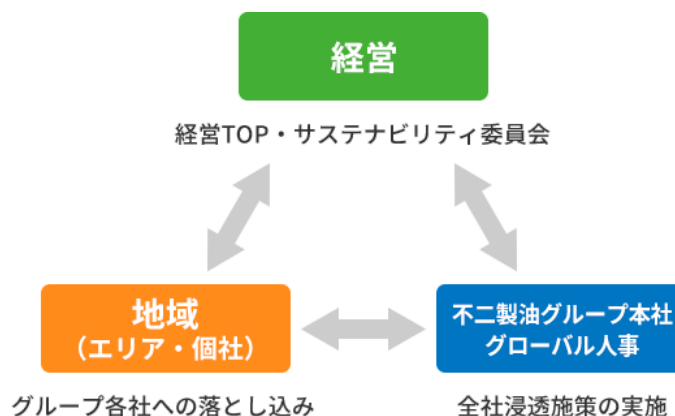 経営
経営TOP・サステナビリティ委員会
地域
（エリア・個社）
グループ各社への落とし込み
不二製油グループ本社
グローバル人事
全社浸透施策の実施